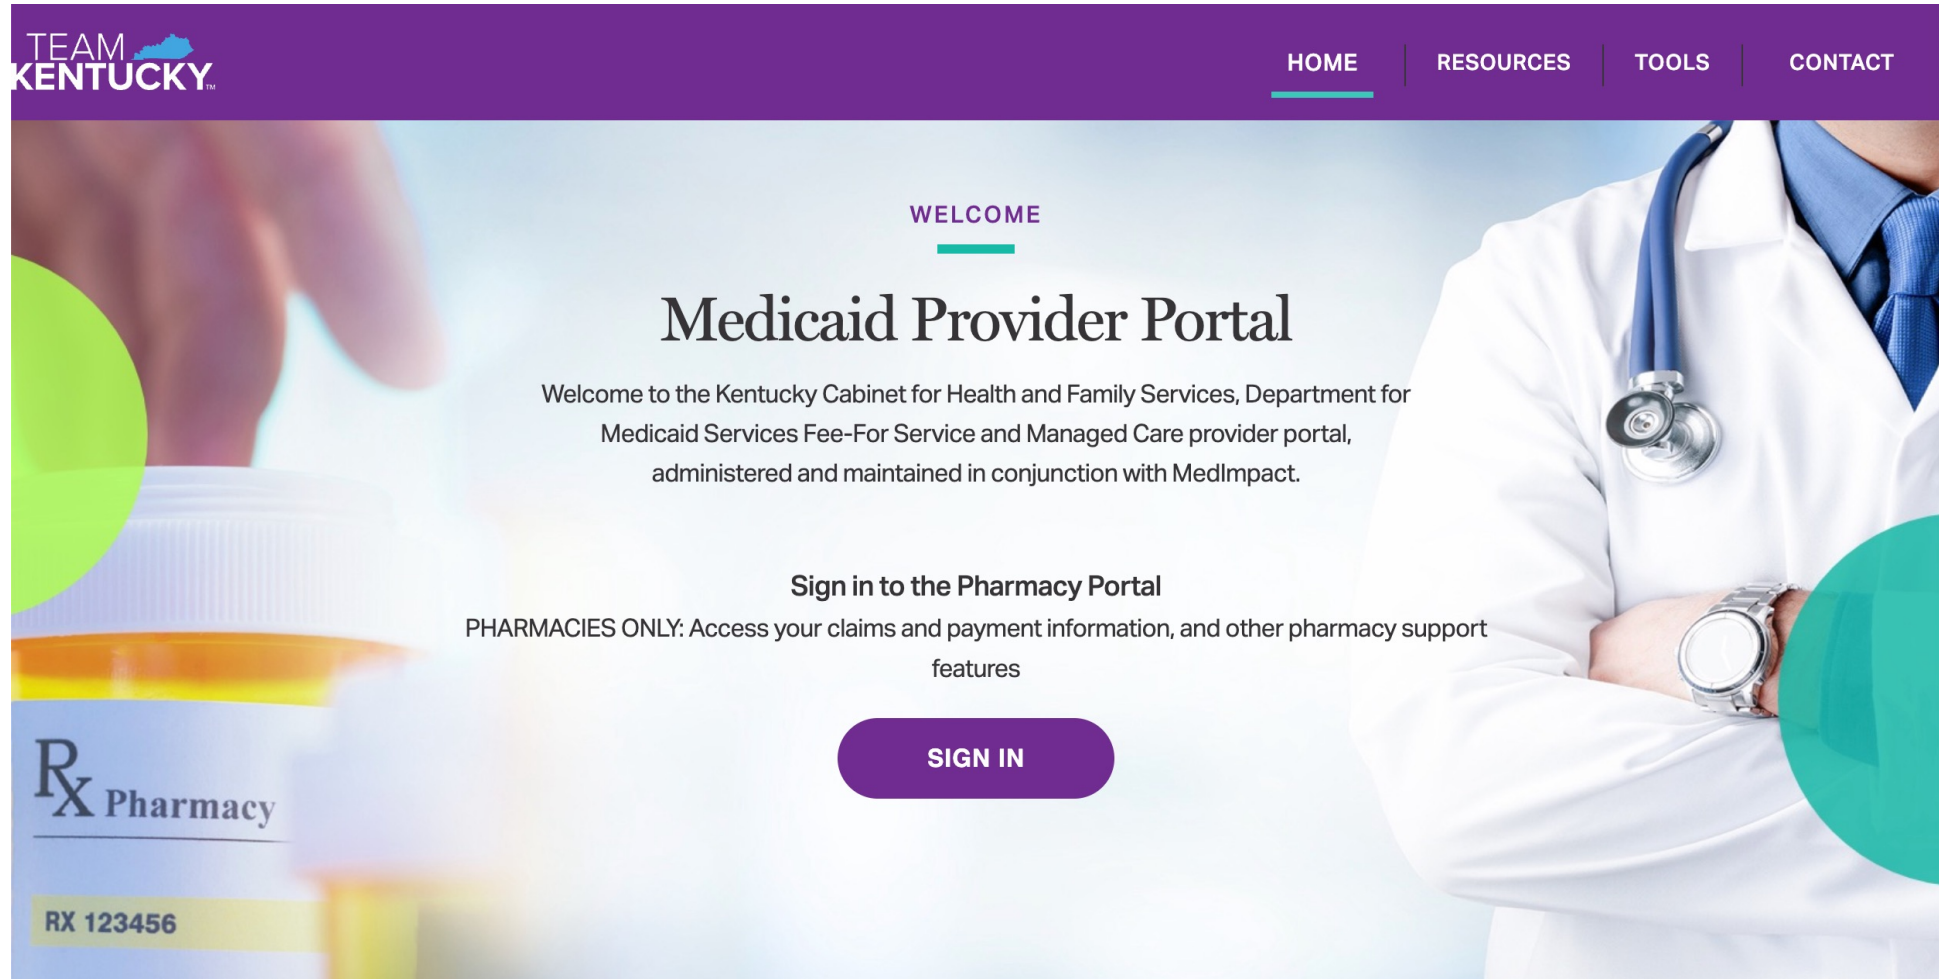 TEAM
KENTUCKY™
HOME
RESOURCES
TOOLS
CONTACT
WELCOME
Medicaid Provider Portal
Welcome to the Kentucky Cabinet for Health and Family Services, Department for
Medicaid Services Fee-For Service and Managed Care provider portal,
administered and maintained in conjunction with MedImpact.
Sign in to the Pharmacy Portal
PHARMACIES ONLY: Access your claims and payment information, and other pharmacy support
features
SIGN IN
Rx Pharmacy
RX 123456